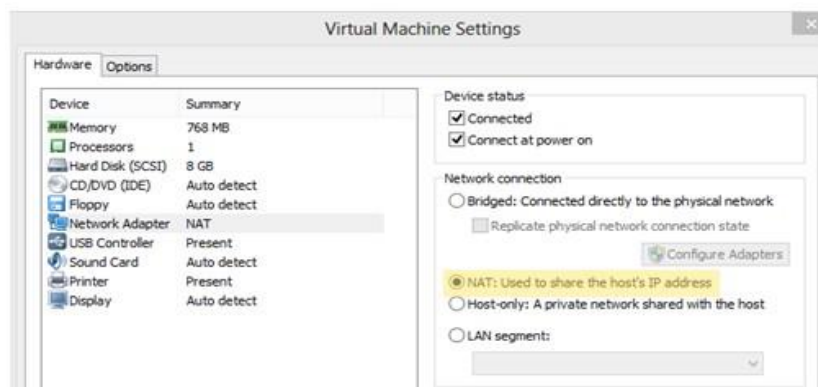 Virtual Machine Settings
Hardware Options
Device Summary
Memory 768 MB
Processors 1
Hard Disk (SCSI) 8 GB
CD/DVD (IDE) Auto detect
Floppy Auto detect
Network Adapter NAT
USB Controller Present
Sound Card Auto detect
Printer Present
Display Auto detect
Device status
Connected
Connect at power on
Network connection
Bridged: Connected directly to the physical network
Replicate physical network connection state
Configure Adapters
NAT: Used to share the host's IP address
Host-only: A private network shared with the host
LAN segment: